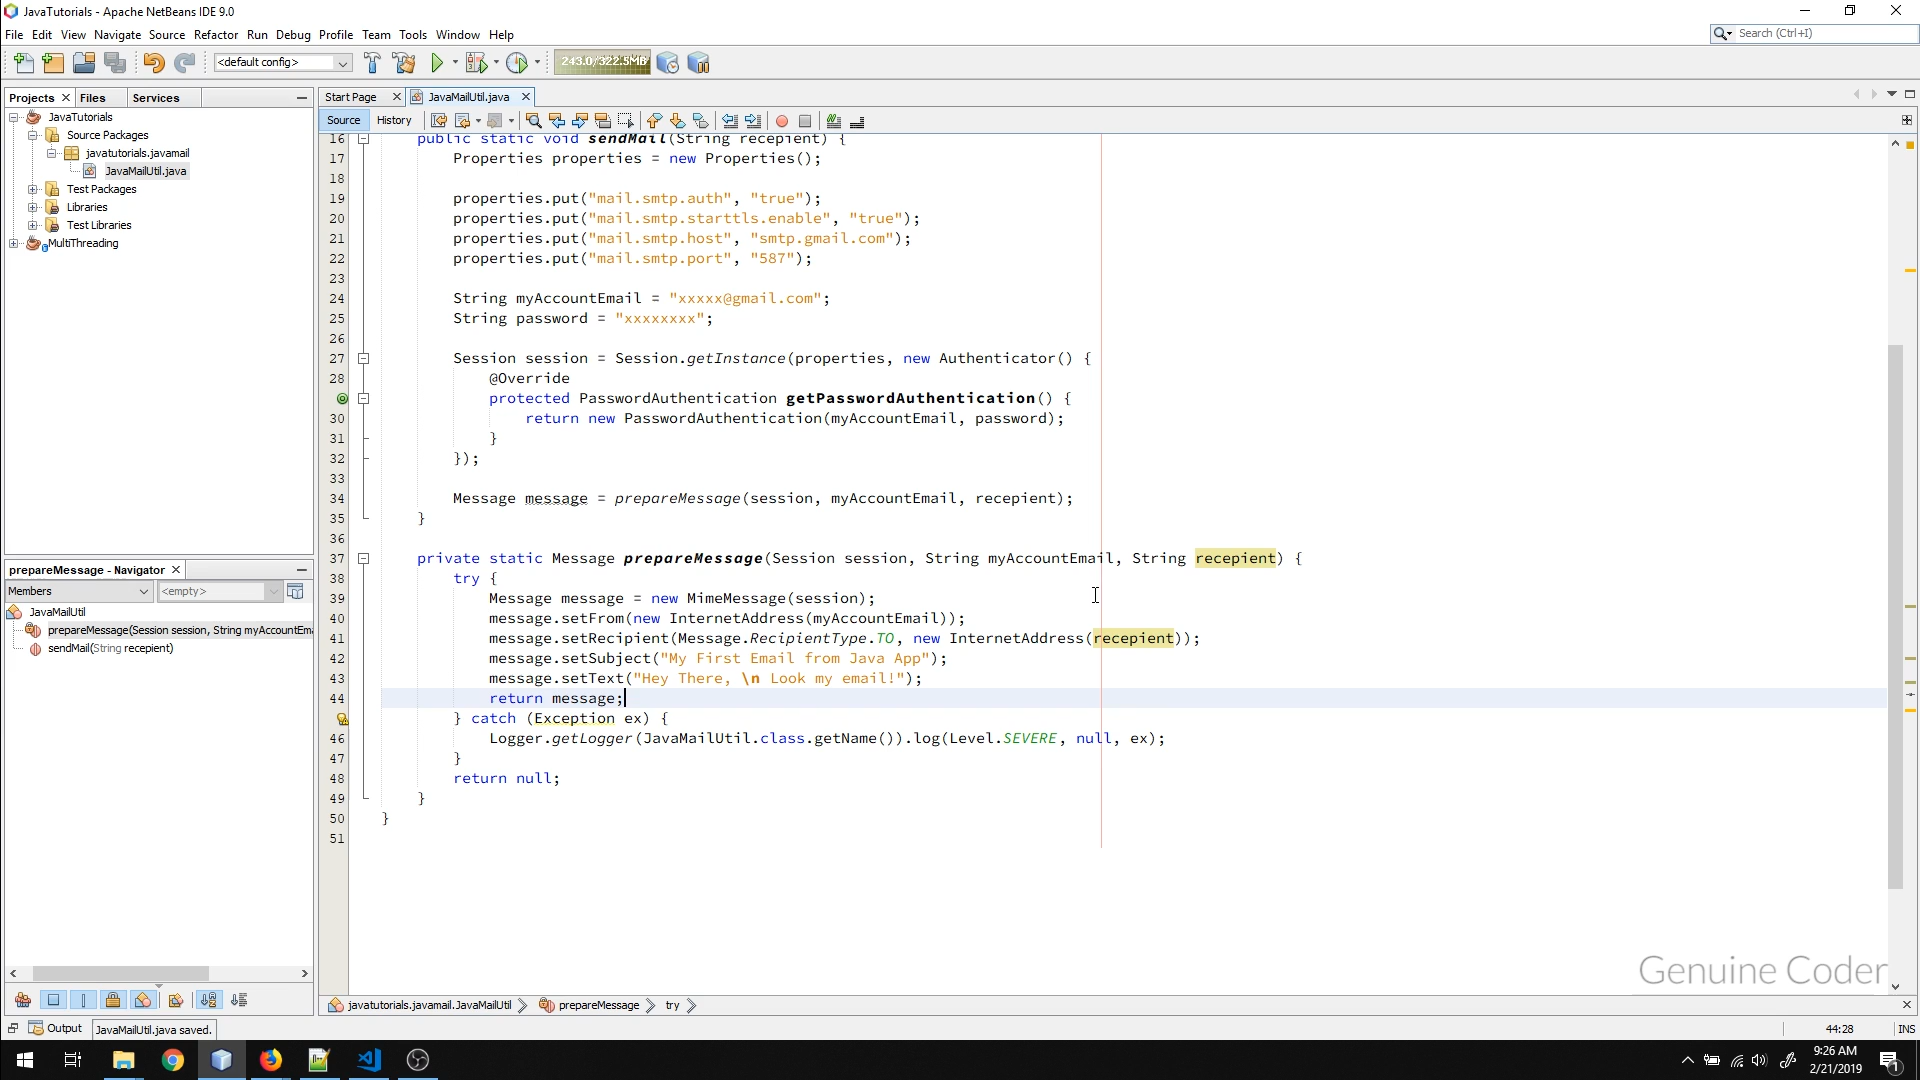 JavaTutorials - Apache NetBeans IDE 9.0
File Edit View Navigate Source Refactor Run Debug Profile Team Tools Window Help
Search (Ctrl+I)
<default config>
243.0/322.5MB
Projects Files Services
Start Page JavaMailUtil.java
Source History
JavaTutorials
Source Packages
javatutorials.javamail
JavaMailUtil.java
Test Packages
Libraries
Test Libraries
MultiThreading
16 public static void sendMail(String recepient) {
17 Properties properties = new Properties();
18
19 properties.put("mail.smtp.auth", "true");
20 properties.put("mail.smtp.starttls.enable", "true");
21 properties.put("mail.smtp.host", "smtp.gmail.com");
22 properties.put("mail.smtp.port", "587");
23
24 String myAccountEmail = "xxxxx@gmail.com";
25 String password = "xxxxxxxx";
26
27 Session session = Session.getInstance(properties, new Authenticator() {
28 @Override
protected PasswordAuthentication getPasswordAuthentication() {
30 return new PasswordAuthentication(myAccountEmail, password);
31 }
32 });
33
34 Message message = prepareMessage(session, myAccountEmail, recepient);
35 }
36
37 private static Message prepareMessage(Session session, String myAccountEmail, String recepient) {
38 try {
39 Message message = new MimeMessage(session);
40 message.setFrom(new InternetAddress(myAccountEmail));
41 message.setRecipient(Message.RecipientType.TO, new InternetAddress(recepient));
42 message.setSubject("My First Email from Java App");
43 message.setText("Hey There, \n Look my email!");
44 return message;
} catch (Exception ex) {
46 Logger.getLogger(JavaMailUtil.class.getName()).log(Level.SEVERE, null, ex);
47 }
48 return null;
49 }
50 }
51
prepareMessage - Navigator
Members <empty>
JavaMailUtil
prepareMessage(Session session, String myAccountEma
sendMail(String recepient)
Genuine Coder
javatutorials.javamail.JavaMailUtil prepareMessage try
Output JavaMailUtil.java saved.
44:28 INS
9:26 AM
2/21/2019
1